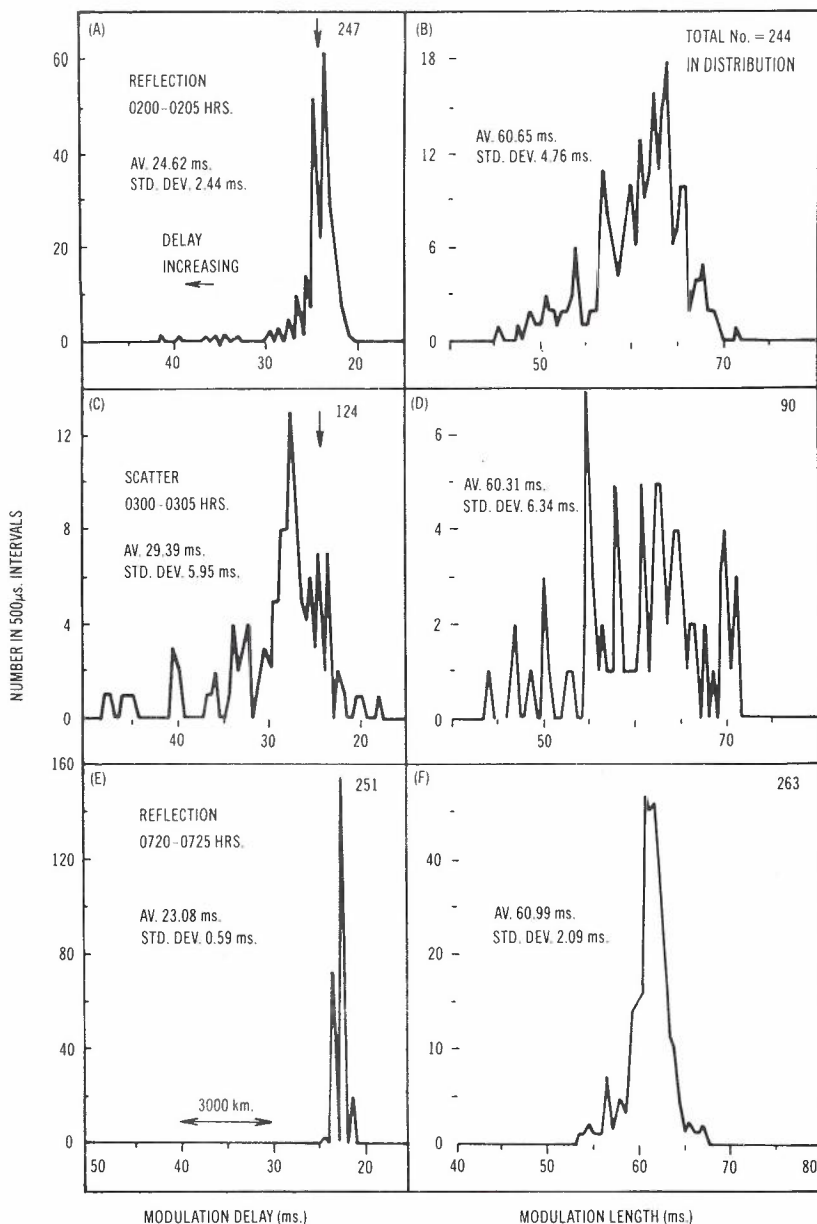 (A)
247
REFLECTION
0200-0205 HRS.
AV. 24.62 ms.
STD. DEV. 2.44 ms.
DELAY
INCREASING
60
40
20
0
40
30
20
(B)
TOTAL No. = 244
IN DISTRIBUTION
AV. 60.65 ms.
STD. DEV. 4.76 ms.
18
12
6
0
50
60
70
(C)
124
SCATTER
0300-0305 HRS.
AV. 29.39 ms.
STD. DEV. 5.95 ms.
12
8
4
0
40
30
20
(D)
90
AV. 60.31 ms.
STD. DEV. 6.34 ms.
6
4
2
0
50
60
70
(E)
251
REFLECTION
0720-0725 HRS.
AV. 23.08 ms.
STD. DEV. 0.59 ms.
3000 km.
160
120
80
40
0
50
40
30
20
(F)
263
AV. 60.99 ms.
STD. DEV. 2.09 ms.
40
20
10
0
40
50
60
70
80
NUMBER IN 500μs. INTERVALS
MODULATION DELAY (ms.)
MODULATION LENGTH (ms.)